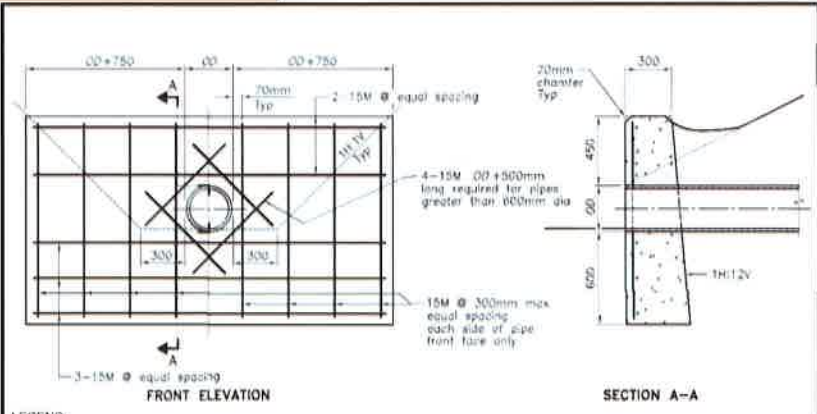 OD+750 OD OD+750
A
70mm
Typ
2-15M @ equal spacing
1H:1V
Typ
4-15M OD+500mm
long required for pipes
greater than 600mm dia
300 300
15M @ 300mm max
equal spacing
each side of pipe
front face only
A
3-15M @ equal spacing
FRONT ELEVATION
20mm
chamfer
Typ
300
450
OD
600
1H:12V
SECTION A-A